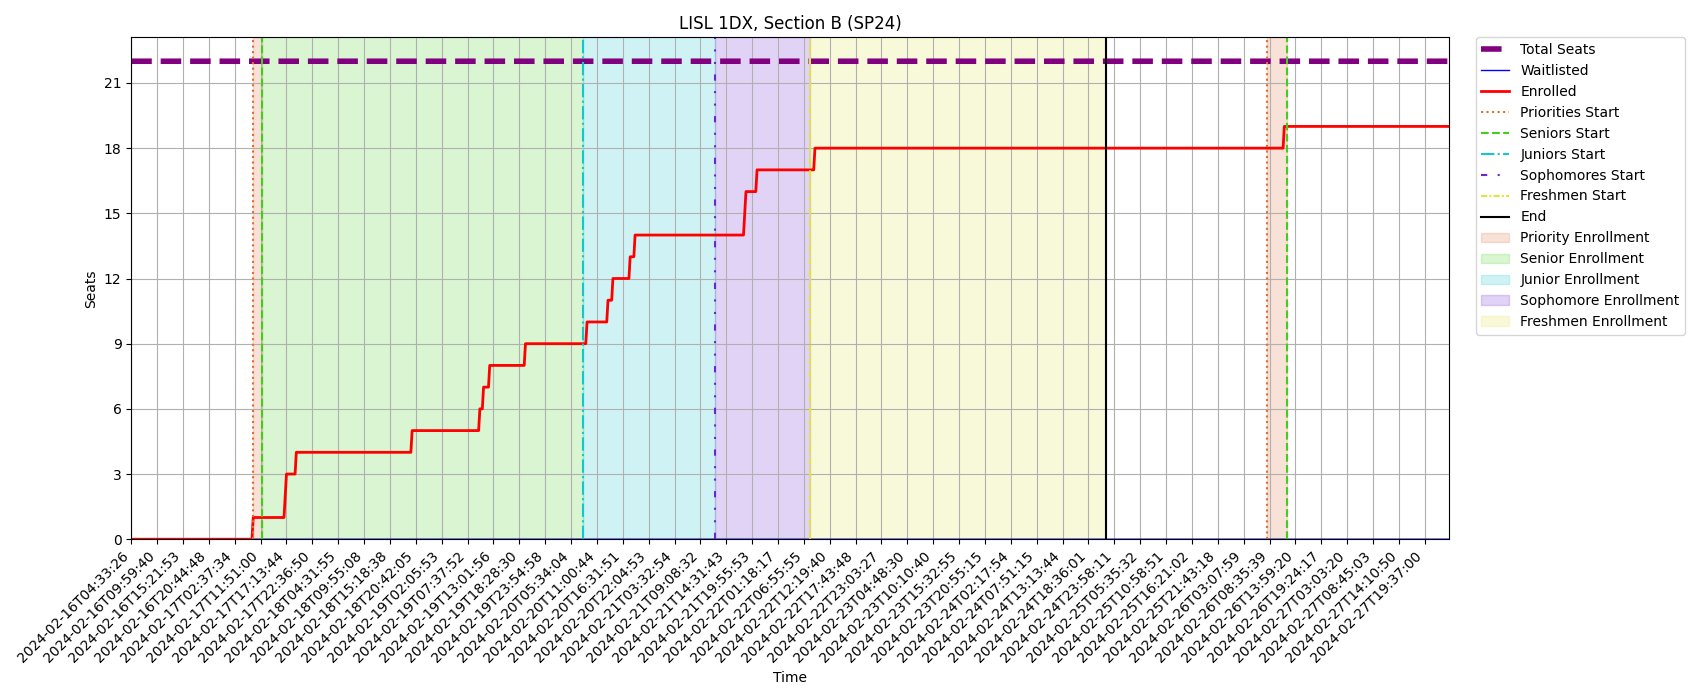 LISL 1DX, Section B (SP24)
Total Seats
Waitlisted
Enrolled
Priorities Start
Seniors Start
Juniors Start
Sophomores Start
Freshmen Start
End
Priority Enrollment
Senior Enrollment
Junior Enrollment
Sophomore Enrollment
Freshmen Enrollment
Seats
21
18
15
12
9
6
3
0
2024-02-16T04:33:26
2024-02-16T09:59:40
2024-02-16T15:21:53
2024-02-16T20:44:48
2024-02-17T02:37:34
2024-02-17T11:51:00
2024-02-17T17:13:44
2024-02-17T22:36:50
2024-02-18T04:31:55
2024-02-18T09:55:08
2024-02-18T15:18:38
2024-02-18T20:42:05
2024-02-19T02:05:53
2024-02-19T07:37:52
2024-02-19T13:01:56
2024-02-19T18:28:30
2024-02-19T23:54:58
2024-02-20T05:34:04
2024-02-20T11:00:44
2024-02-20T16:31:51
2024-02-20T22:04:53
2024-02-21T03:32:54
2024-02-21T09:08:32
2024-02-21T14:31:43
2024-02-21T19:55:53
2024-02-22T01:18:17
2024-02-22T06:55:55
2024-02-22T12:19:40
2024-02-22T17:43:48
2024-02-22T23:03:27
2024-02-23T04:48:30
2024-02-23T10:10:40
2024-02-23T15:32:55
2024-02-23T20:55:15
2024-02-24T02:17:54
2024-02-24T07:51:15
2024-02-24T13:13:44
2024-02-24T18:36:01
2024-02-24T23:58:11
2024-02-25T05:35:32
2024-02-25T10:58:51
2024-02-25T16:21:02
2024-02-25T21:43:18
2024-02-26T03:07:59
2024-02-26T08:35:39
2024-02-26T13:59:20
2024-02-26T19:24:17
2024-02-27T03:03:20
2024-02-27T08:45:03
2024-02-27T14:10:50
2024-02-27T19:37:00
Time